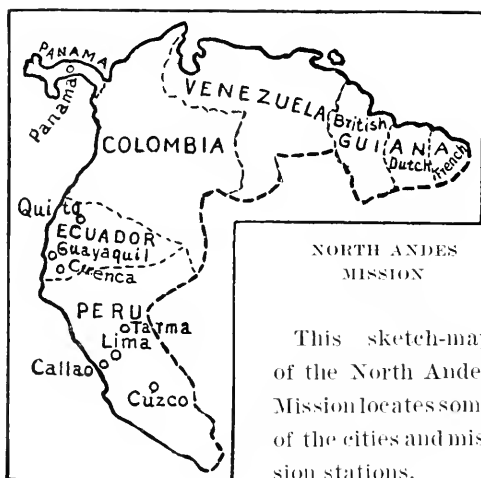 PANAMA
Panama
VENEZUELA
COLOMBIA
British
GUIANA
Dutch
French
Quito
ECUADOR
Guayaquil
Cuenca
PERU
Tarma
Lima
Callao
Cuzco
NORTH ANDES
MISSION
This sketch-map
of the North Andes
Mission locates some
of the cities and mis-
sion stations.